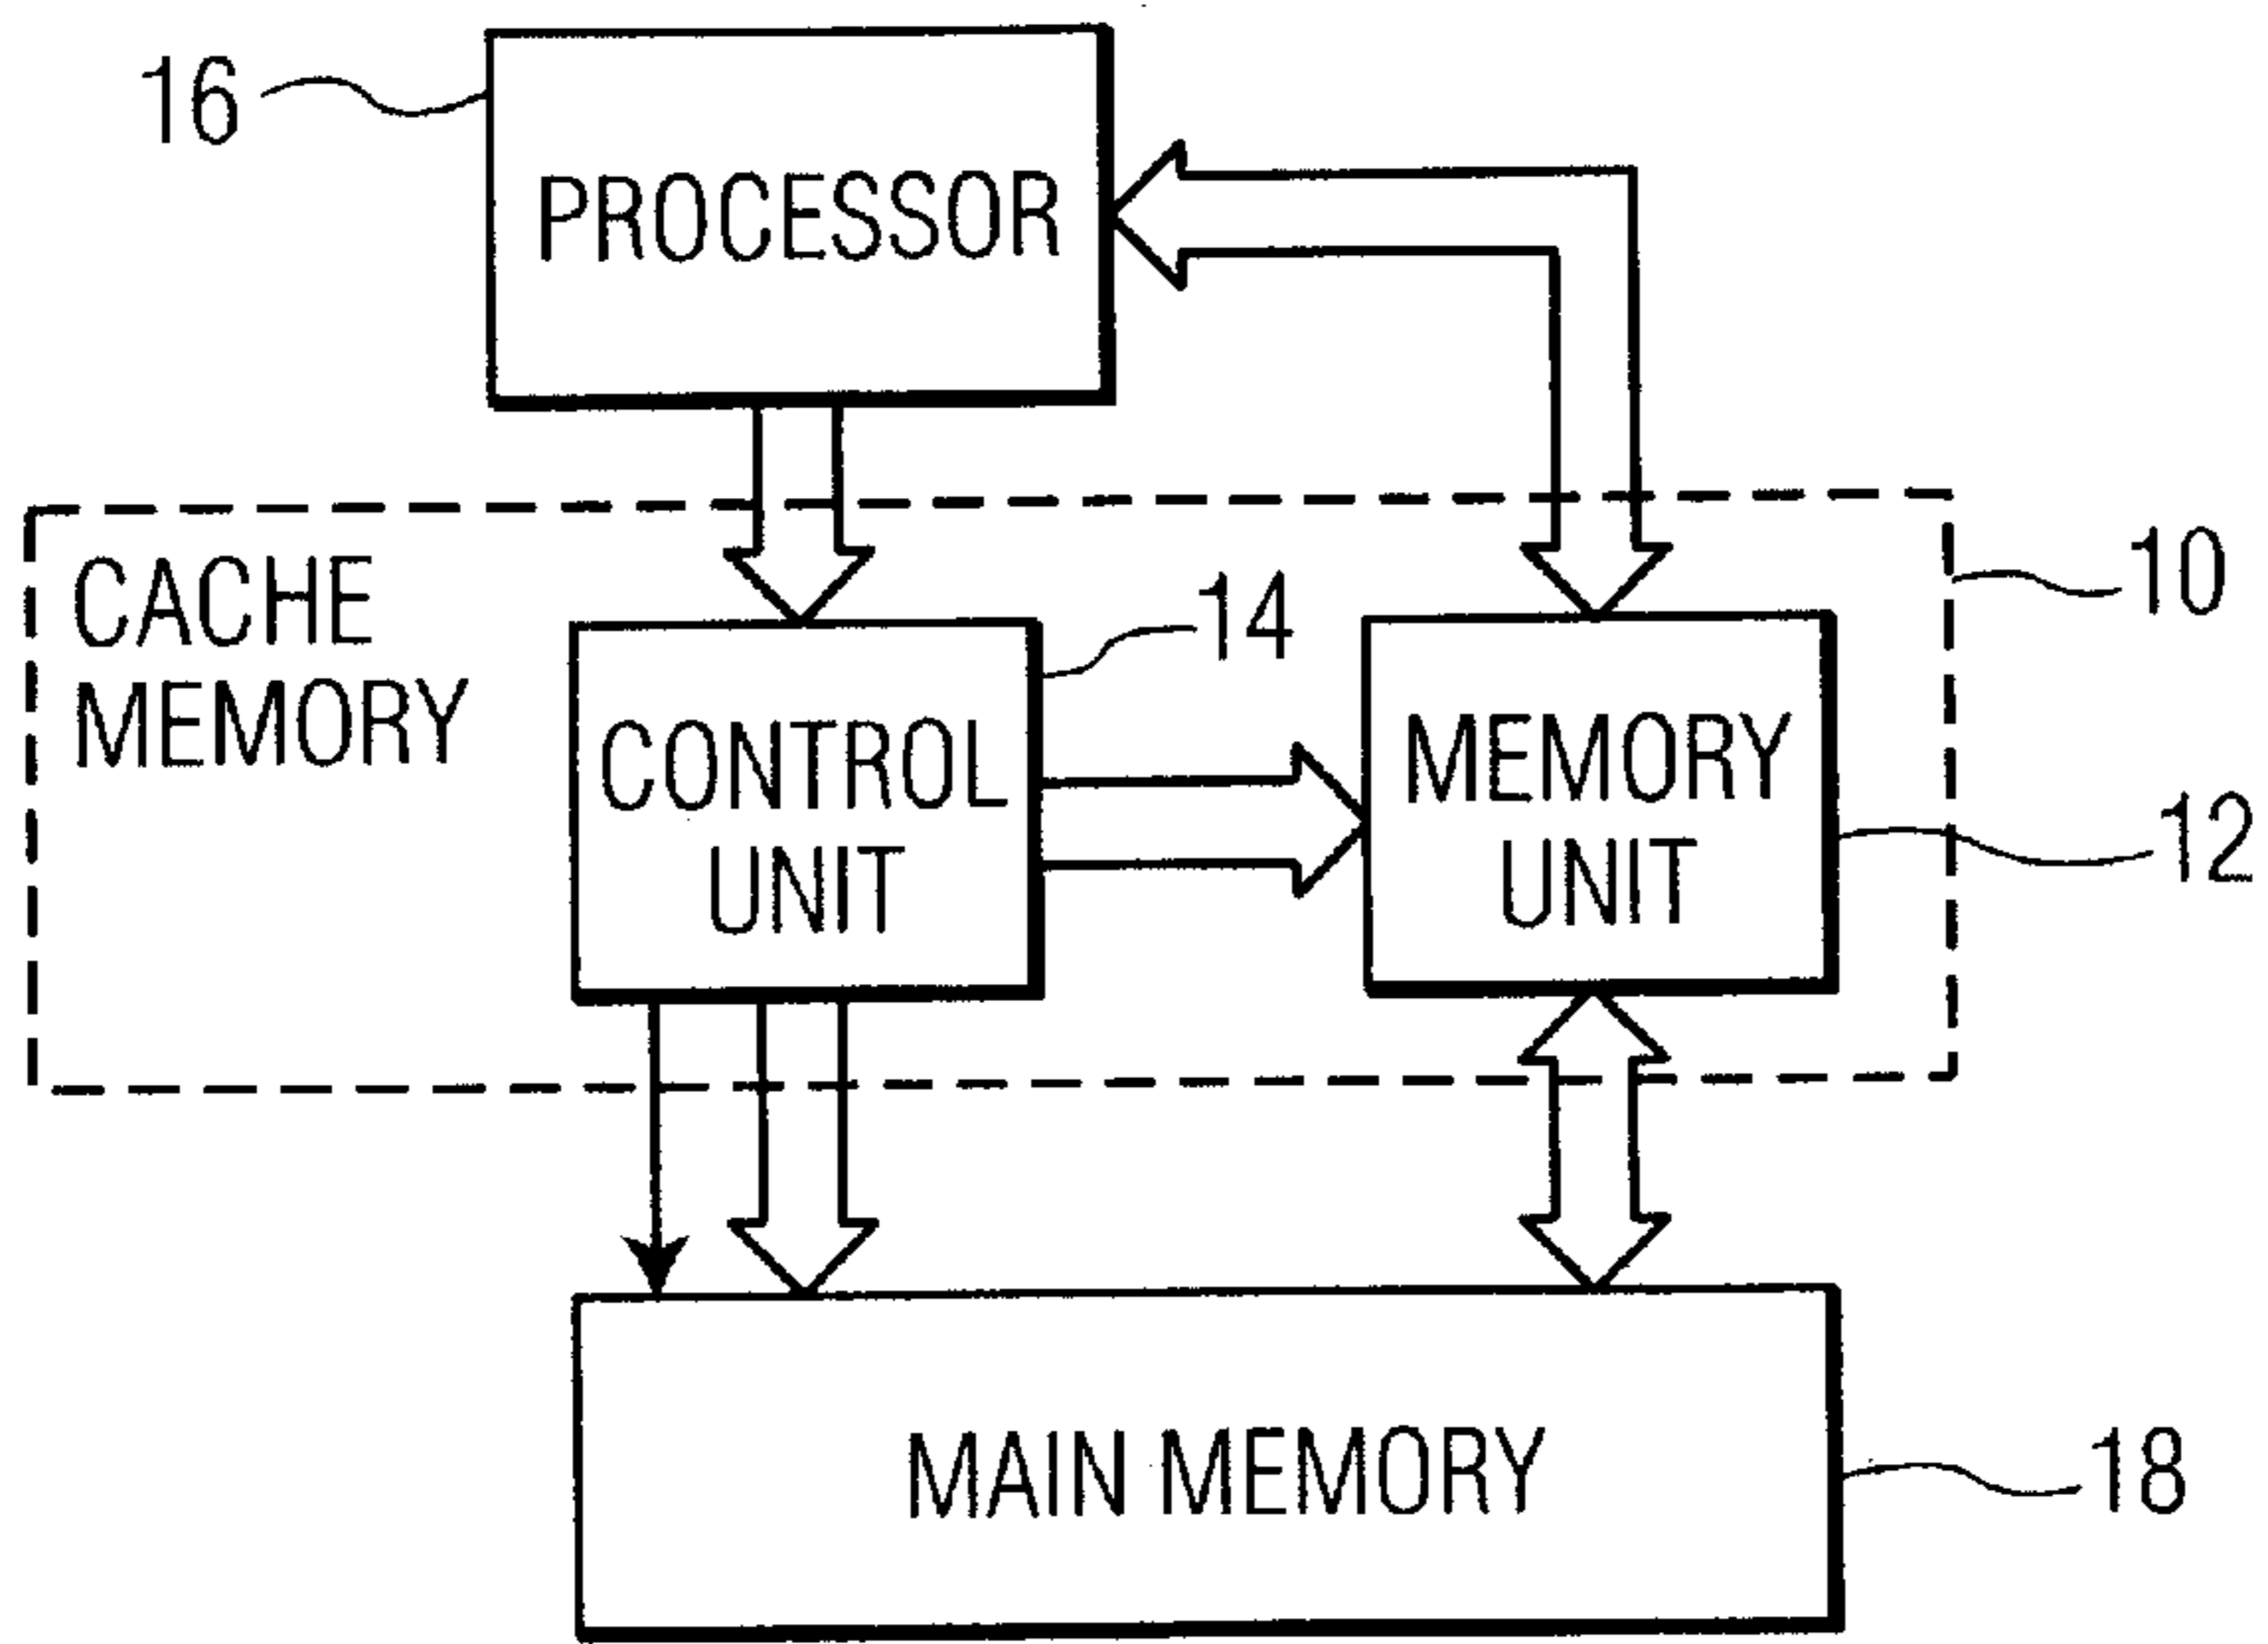 16
PROCESSOR
10
CACHE
MEMORY
14
CONTROL
UNIT
MEMORY
UNIT
12
MAIN MEMORY
18